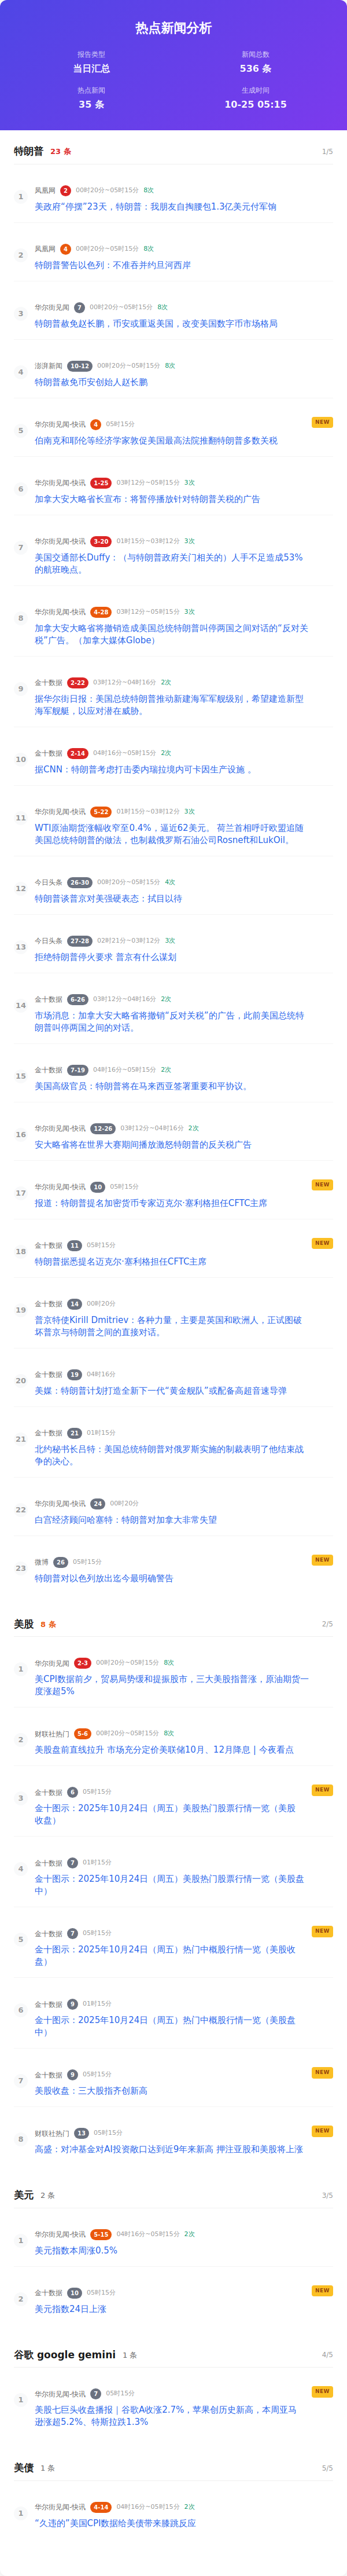 热点新闻分析
报告类型
当日汇总
新闻总数
536 条
热点新闻
35 条
生成时间
10-25 05:15
特朗普 23 条 1/5
1 凤凰网 2 00时20分~05时15分 8次
美政府“停摆”23天，特朗普：我朋友自掏腰包1.3亿美元付军饷
2 凤凰网 4 00时20分~05时15分 8次
特朗普警告以色列：不准吞并约旦河西岸
3 华尔街见闻 7 00时20分~05时15分 8次
特朗普赦免赵长鹏，币安或重返美国，改变美国数字币市场格局
4 澎湃新闻 10-12 00时20分~05时15分 8次
特朗普赦免币安创始人赵长鹏
5 华尔街见闻-快讯 4 05时15分 NEW
伯南克和耶伦等经济学家敦促美国最高法院推翻特朗普多数关税
6 华尔街见闻-快讯 1-25 03时12分~05时15分 3次
加拿大安大略省长宣布：将暂停播放针对特朗普关税的广告
7 华尔街见闻-快讯 3-20 01时15分~03时12分 3次
美国交通部长Duffy：（与特朗普政府关门相关的）人手不足造成53%
的航班晚点。
8 华尔街见闻-快讯 4-28 03时12分~05时15分 3次
加拿大安大略省将撤销造成美国总统特朗普叫停两国之间对话的“反对关
税”广告。（加拿大媒体Globe）
9 金十数据 2-22 03时12分~04时16分 2次
据华尔街日报：美国总统特朗普推动新建海军军舰级别，希望建造新型
海军舰艇，以应对潜在威胁。
10 金十数据 2-14 04时16分~05时15分 2次
据CNN：特朗普考虑打击委内瑞拉境内可卡因生产设施 。
11 华尔街见闻-快讯 5-22 01时15分~03时12分 3次
WTI原油期货涨幅收窄至0.4%，逼近62美元。 荷兰首相呼吁欧盟追随
美国总统特朗普的做法，也制裁俄罗斯石油公司Rosneft和LukOil。
12 今日头条 26-30 00时20分~05时15分 4次
特朗普谈普京对美强硬表态：拭目以待
13 今日头条 27-28 02时21分~03时12分 3次
拒绝特朗普停火要求 普京有什么谋划
14 金十数据 6-26 03时12分~04时16分 2次
市场消息：加拿大安大略省将撤销“反对关税”的广告，此前美国总统特
朗普叫停两国之间的对话。
15 金十数据 7-19 04时16分~05时15分 2次
美国高级官员：特朗普将在马来西亚签署重要和平协议。
16 华尔街见闻-快讯 12-26 03时12分~04时16分 2次
安大略省将在世界大赛期间播放激怒特朗普的反关税广告
17 华尔街见闻-快讯 10 05时15分 NEW
报道：特朗普提名加密货币专家迈克尔·塞利格担任CFTC主席
18 金十数据 11 05时15分 NEW
特朗普据悉提名迈克尔·塞利格担任CFTC主席
19 金十数据 14 00时20分
普京特使Kirill Dmitriev：各种力量，主要是英国和欧洲人，正试图破
坏普京与特朗普之间的直接对话。
20 金十数据 19 04时16分
美媒：特朗普计划打造全新下一代“黄金舰队”或配备高超音速导弹
21 金十数据 21 01时15分
北约秘书长吕特：美国总统特朗普对俄罗斯实施的制裁表明了他结束战
争的决心。
22 华尔街见闻-快讯 24 00时20分
白宫经济顾问哈塞特：特朗普对加拿大非常失望
23 微博 26 05时15分 NEW
特朗普对以色列放出迄今最明确警告
美股 8 条 2/5
1 华尔街见闻 2-3 00时20分~05时15分 8次
美CPI数据前夕，贸易局势缓和提振股市，三大美股指普涨，原油期货一
度涨超5%
2 财联社热门 5-6 00时20分~05时15分 8次
美股盘前直线拉升 市场充分定价美联储10月、12月降息 | 今夜看点
3 金十数据 6 05时15分 NEW
金十图示：2025年10月24日（周五）美股热门股票行情一览（美股
收盘）
4 金十数据 7 01时15分
金十图示：2025年10月24日（周五）美股热门股票行情一览（美股盘
中）
5 金十数据 7 05时15分 NEW
金十图示：2025年10月24日（周五）热门中概股行情一览（美股收
盘）
6 金十数据 9 01时15分
金十图示：2025年10月24日（周五）热门中概股行情一览（美股盘
中）
7 金十数据 9 05时15分 NEW
美股收盘：三大股指齐创新高
8 财联社热门 13 05时15分 NEW
高盛：对冲基金对AI投资敞口达到近9年来新高 押注亚股和美股将上涨
美元 2 条 3/5
1 华尔街见闻-快讯 5-15 04时16分~05时15分 2次
美元指数本周涨0.5%
2 金十数据 10 05时15分 NEW
美元指数24日上涨
谷歌 google gemini 1 条 4/5
1 华尔街见闻-快讯 7 05时15分 NEW
美股七巨头收盘播报｜谷歌A收涨2.7%，苹果创历史新高，本周亚马
逊涨超5.2%、特斯拉跌1.3%
美债 1 条 5/5
1 华尔街见闻-快讯 4-14 04时16分~05时15分 2次
“久违的”美国CPI数据给美债带来膝跳反应